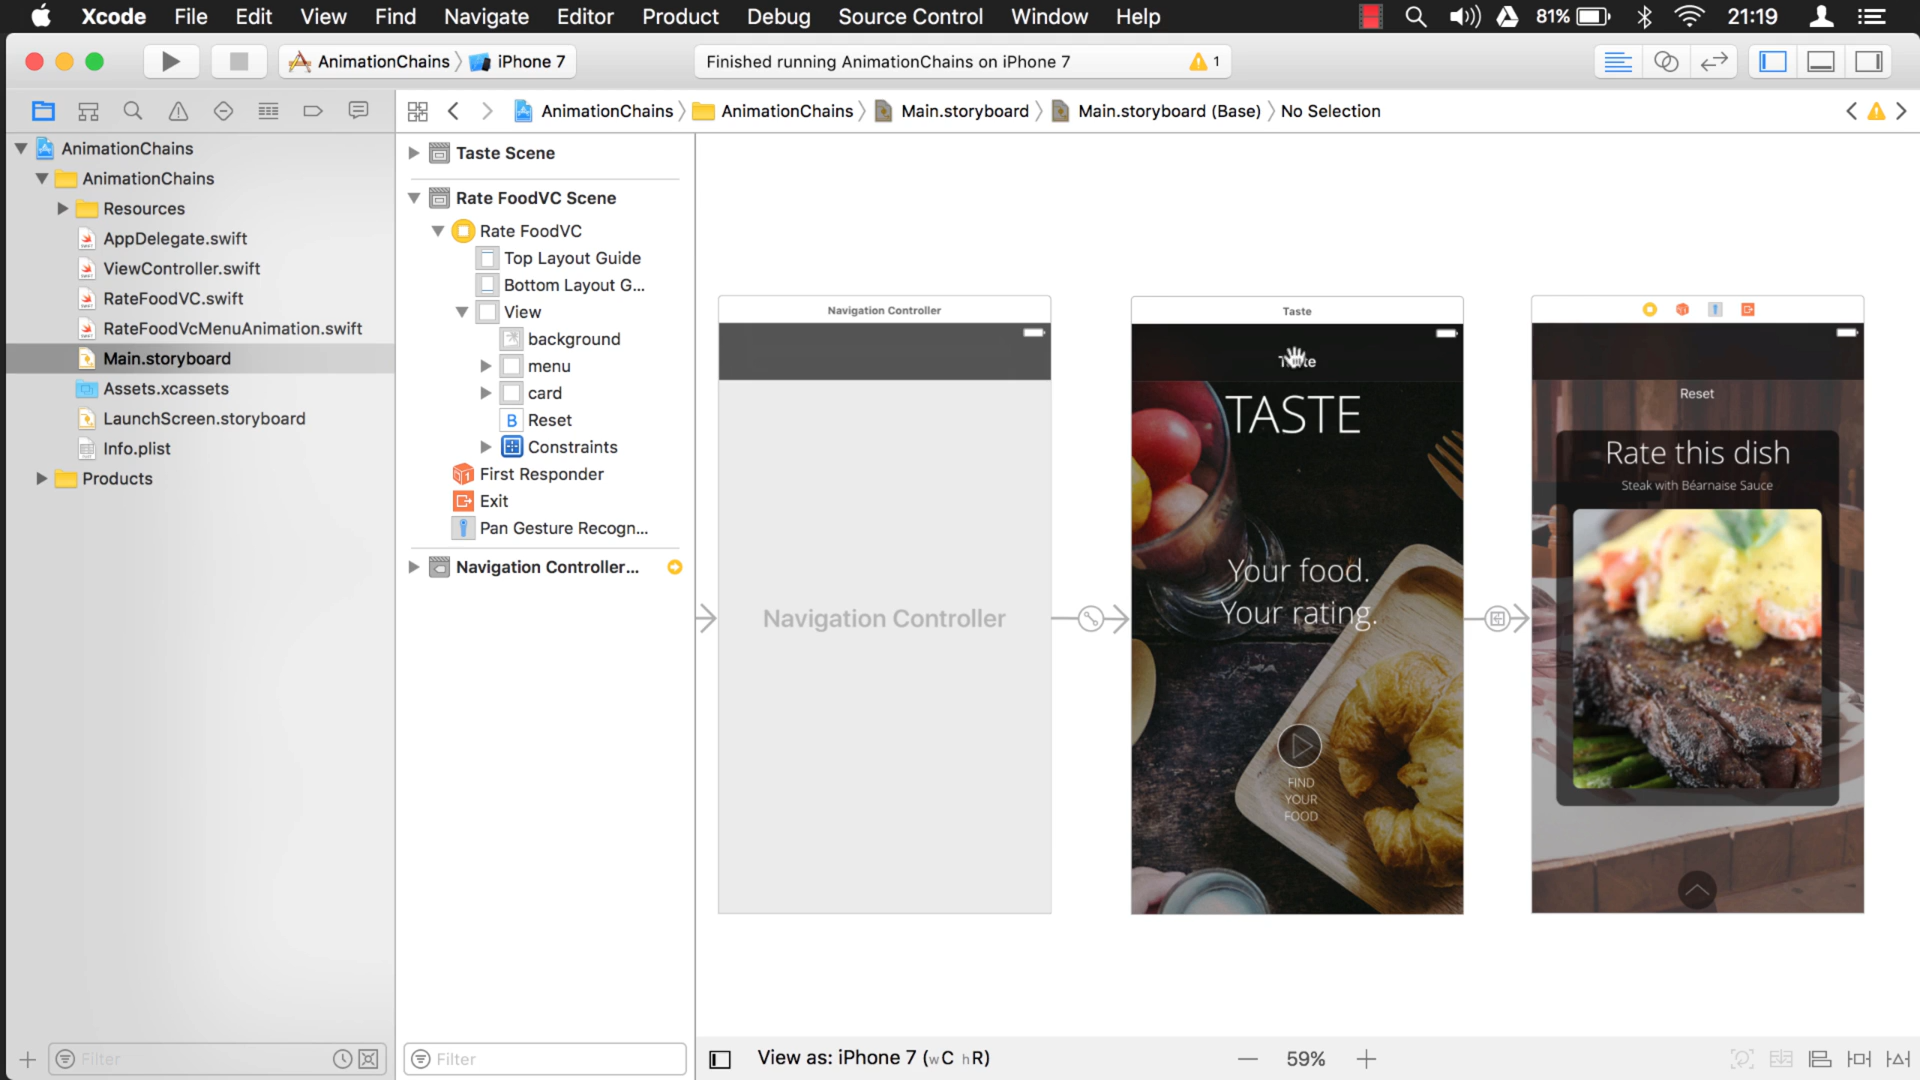 Xcode File Edit View Find Navigate Editor Product Debug Source Control Window Help 81% 21:19
AnimationChains iPhone 7 Finished running AnimationChains on iPhone 7 1
AnimationChains AnimationChains Main.storyboard Main.storyboard (Base) No Selection
AnimationChains
AnimationChains
Resources
AppDelegate.swift
ViewController.swift
RateFoodVC.swift
RateFoodVcMenuAnimation.swift
Main.storyboard
Assets.xcassets
LaunchScreen.storyboard
Info.plist
Products
Filter
Taste Scene
Rate FoodVC Scene
Rate FoodVC
Top Layout Guide
Bottom Layout G...
View
background
menu
card
B Reset
Constraints
First Responder
Exit
Pan Gesture Recogn...
Navigation Controller...
Filter
Navigation Controller
Navigation Controller
Taste
TASTE
Your food.
Your rating.
FIND
YOUR
FOOD
Reset
Rate this dish
Steak with Béarnaise Sauce
View as: iPhone 7 (wC hR)
59%